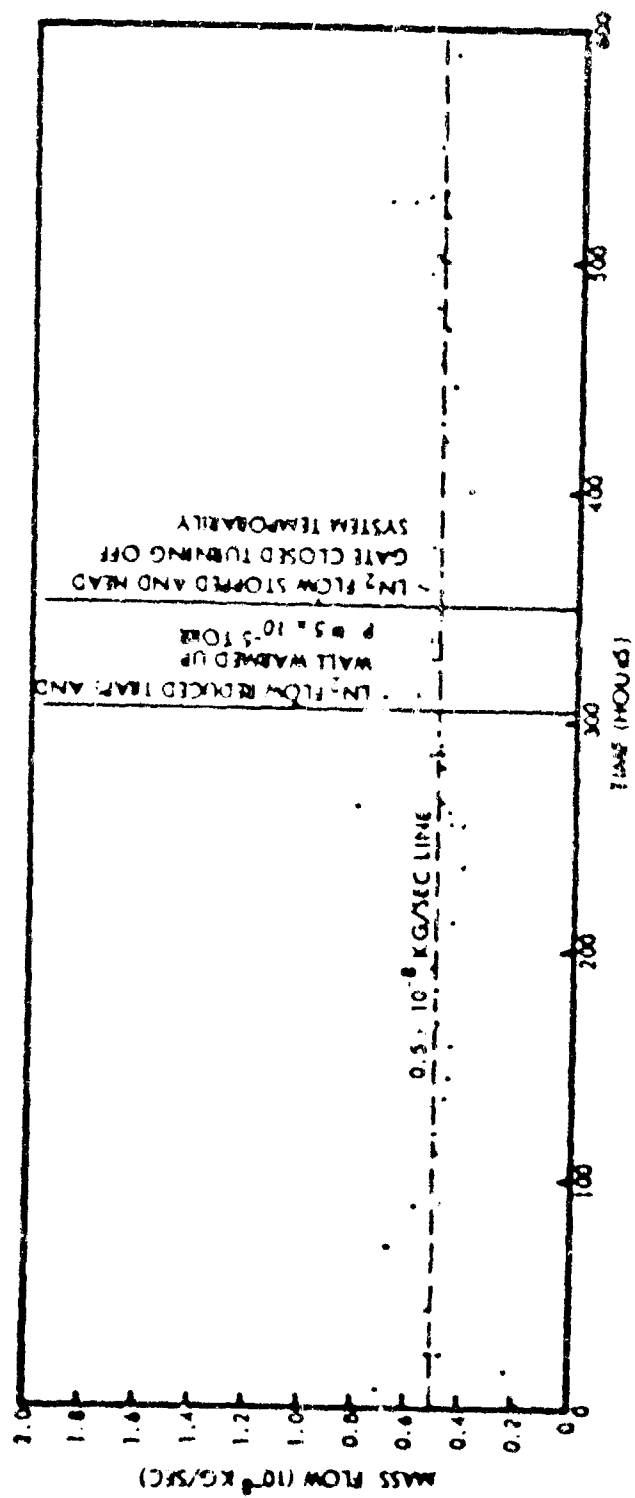 MASS FLOW (10⁻⁸ KG/SEC)
2.0
1.8
1.6
1.4
1.2
1.0
0.8
0.6
0.4
0.2
0
0.5 × 10⁻⁸ KG/SEC LINE
LN₂ FLOW REDUCED TRAPS AND
WALL WARMED UP
P = 5 × 10⁻⁵ TORR
LN₂ FLOW STOPPED AND HEAD
GATE CLOSED TURNING OFF
SYSTEM TEMPORARILY
0
100
200
300
400
500
600
TIME (HOURS)